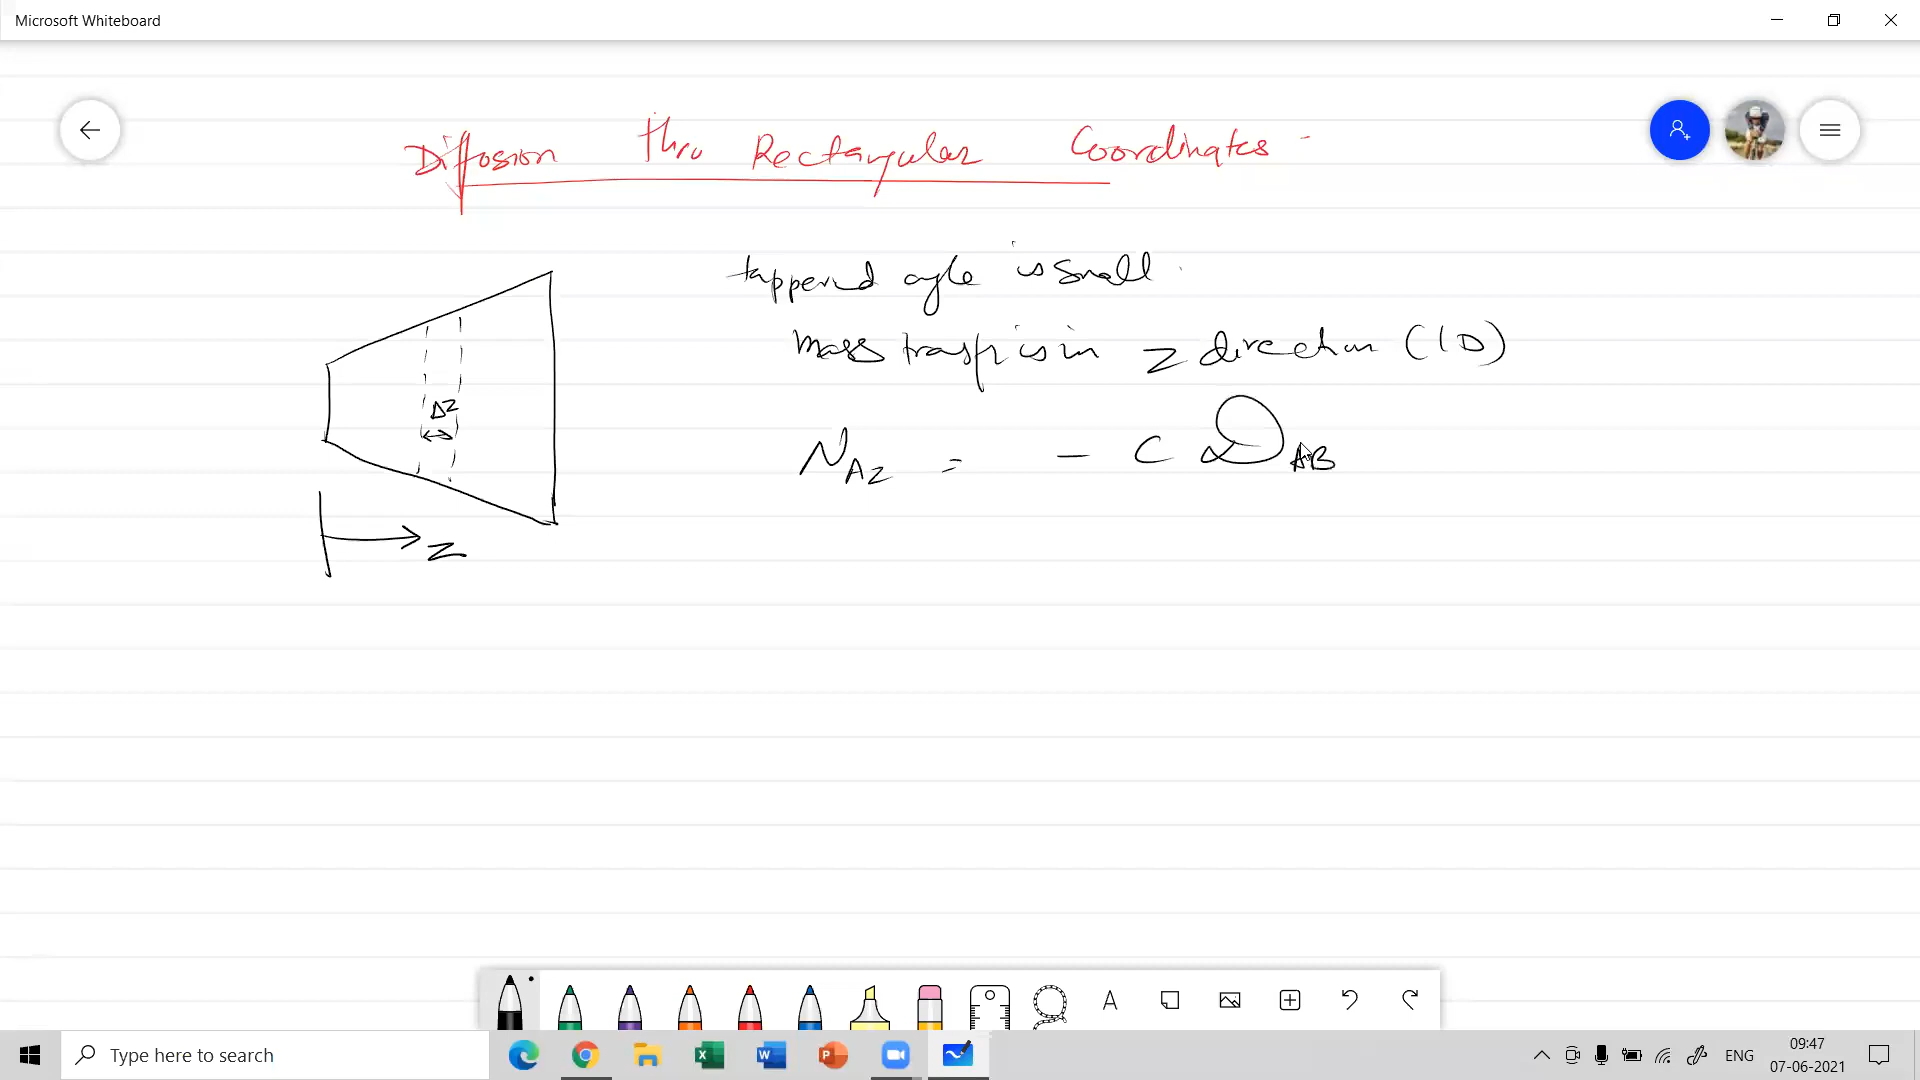 Microsoft Whiteboard
Diffusion thru Rectangular Coordinates -
tappered angle is small.
mass transfr is in Z direction (1D)
N_AZ = - C D_AB
ΔZ
Z
A
Type here to search
ENG
09:47
07-06-2021